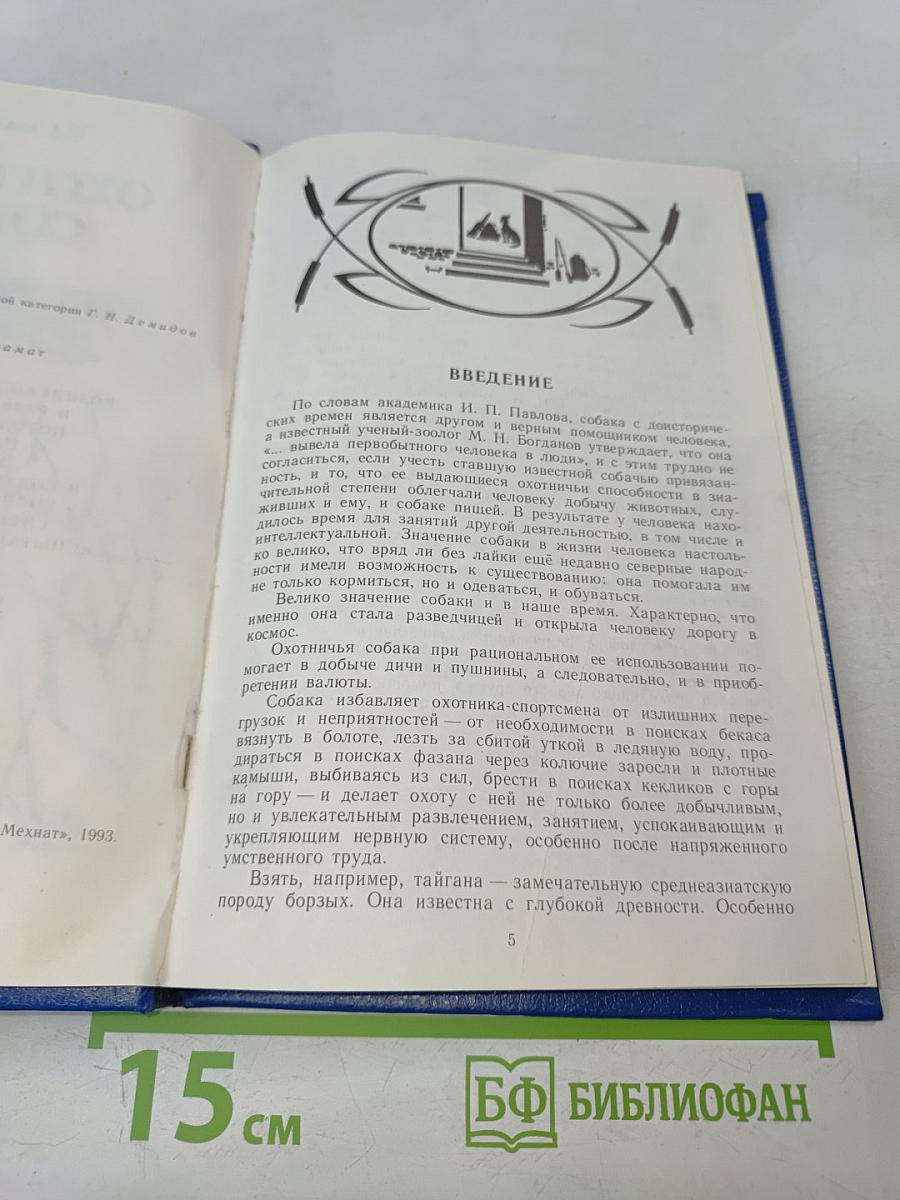 ой категории Г. Н. Демидов
амат
Мехнат», 1993.
ВВЕДЕНИЕ
По словам академика И. П. Павлова, собака с доисториче-
ских времен является другом и верным помощником человека,
а известный ученый-зоолог М. Н. Богданов утверждает, что она
«... вывела первобытного человека в люди», и с этим трудно не
согласиться, если учесть ставшую известной собачью привязан-
ность, и то, что ее выдающиеся охотничьи способности в зна-
чительной степени облегчали человеку добычу животных, слу-
живших и ему, и собаке пищей. В результате у человека нахо-
дилось время для занятий другой деятельностью, в том числе и
интеллектуальной. Значение собаки в жизни человека настоль-
ко велико, что вряд ли без лайки ещё недавно северные народ-
ности имели возможность к существованию: она помогала им
не только кормиться, но и одеваться, и обуваться.
Велико значение собаки и в наше время. Характерно, что
именно она стала разведчицей и открыла человеку дорогу в
космос.
Охотничья собака при рациональном ее использовании по-
могает в добыче дичи и пушнины, а следовательно, и в приоб-
ретении валюты.
Собака избавляет охотника-спортсмена от излишних пере-
грузок и неприятностей — от необходимости в поисках бекаса
вязнуть в болоте, лезть за сбитой уткой в ледяную воду, про-
дираться в поисках фазана через колючие заросли и плотные
камыши, выбиваясь из сил, брести в поисках кекликов с горы
на гору — и делает охоту с ней не только более добычливым,
но и увлекательным развлечением, занятием, успокаивающим и
укрепляющим нервную систему, особенно после напряженного
умственного труда.
Взять, например, тайгана — замечательную среднеазиатскую
породу борзых. Она известна с глубокой древности. Особенно
5
15 см
БФ БИБЛИОФАН